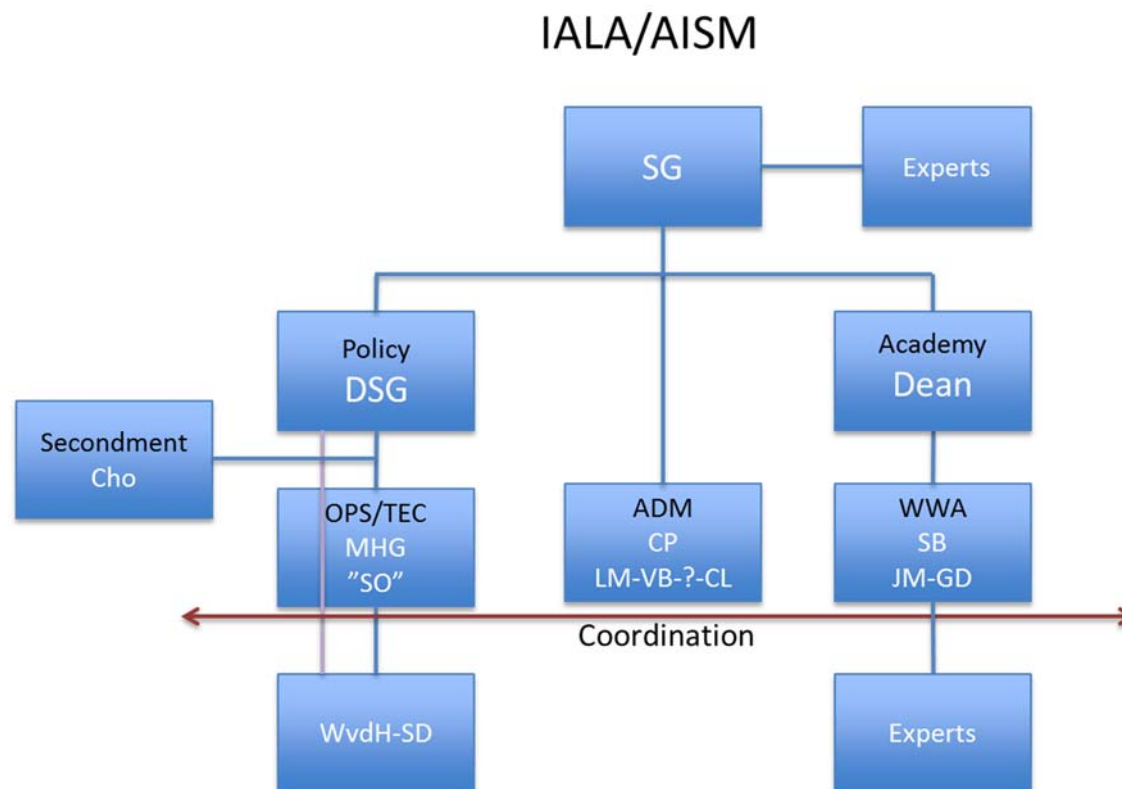 IALA/AISM
SG
Experts
Policy
DSG
Academy
Dean
Secondment
Cho
OPS/TEC
MHG
”SO”
ADM
CP
LM-VB-?-CL
WWA
SB
JM-GD
Coordination
WvdH-SD
Experts